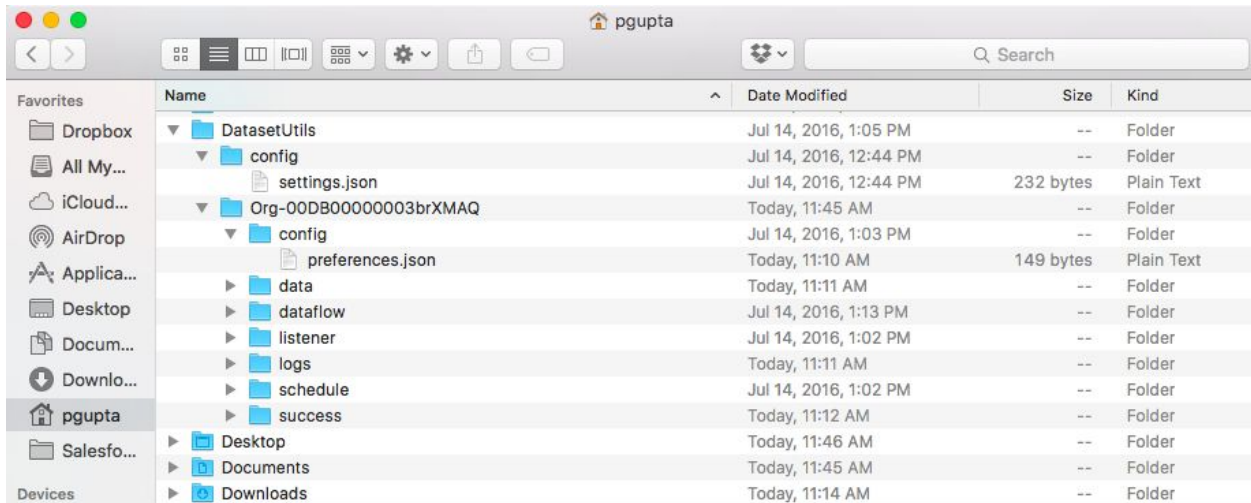 pgupta
Search
Favorites
Dropbox
All My...
iCloud...
AirDrop
Applica...
Desktop
Docum...
Downlo...
pgupta
Salesfo...
Devices
Name Date Modified Size Kind
DatasetUtils Jul 14, 2016, 1:05 PM -- Folder
config Jul 14, 2016, 12:44 PM -- Folder
settings.json Jul 14, 2016, 12:44 PM 232 bytes Plain Text
Org-00DB00000003brXMAQ Today, 11:45 AM -- Folder
config Jul 14, 2016, 1:03 PM -- Folder
preferences.json Today, 11:10 AM 149 bytes Plain Text
data Today, 11:11 AM -- Folder
dataflow Jul 14, 2016, 1:13 PM -- Folder
listener Jul 14, 2016, 1:02 PM -- Folder
logs Today, 11:11 AM -- Folder
schedule Jul 14, 2016, 1:02 PM -- Folder
success Today, 11:12 AM -- Folder
Desktop Today, 11:46 AM -- Folder
Documents Today, 11:45 AM -- Folder
Downloads Today, 11:14 AM -- Folder